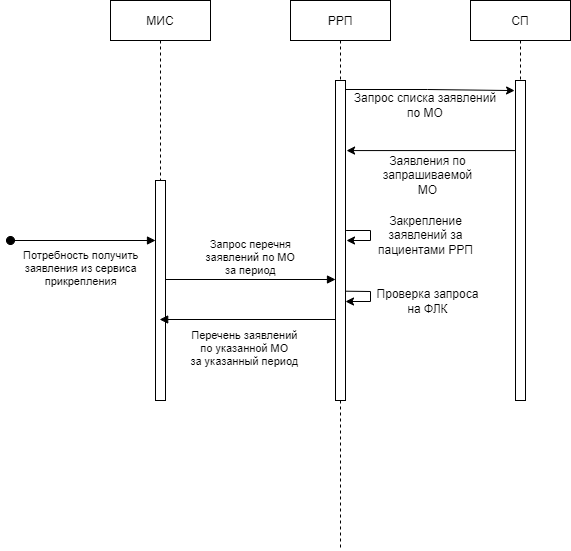 МИС
РРП
СП
Запрос списка заявлений
по МО
Заявления по
запрашиваемой
МО
Закрепление
заявлений за
пациентами РРП
Потребность получить
заявления из сервиса
прикрепления
Запрос перечня
заявлений по МО
за период
Проверка запроса
на ФЛК
Перечень заявлений
по указанной МО
за указанный период